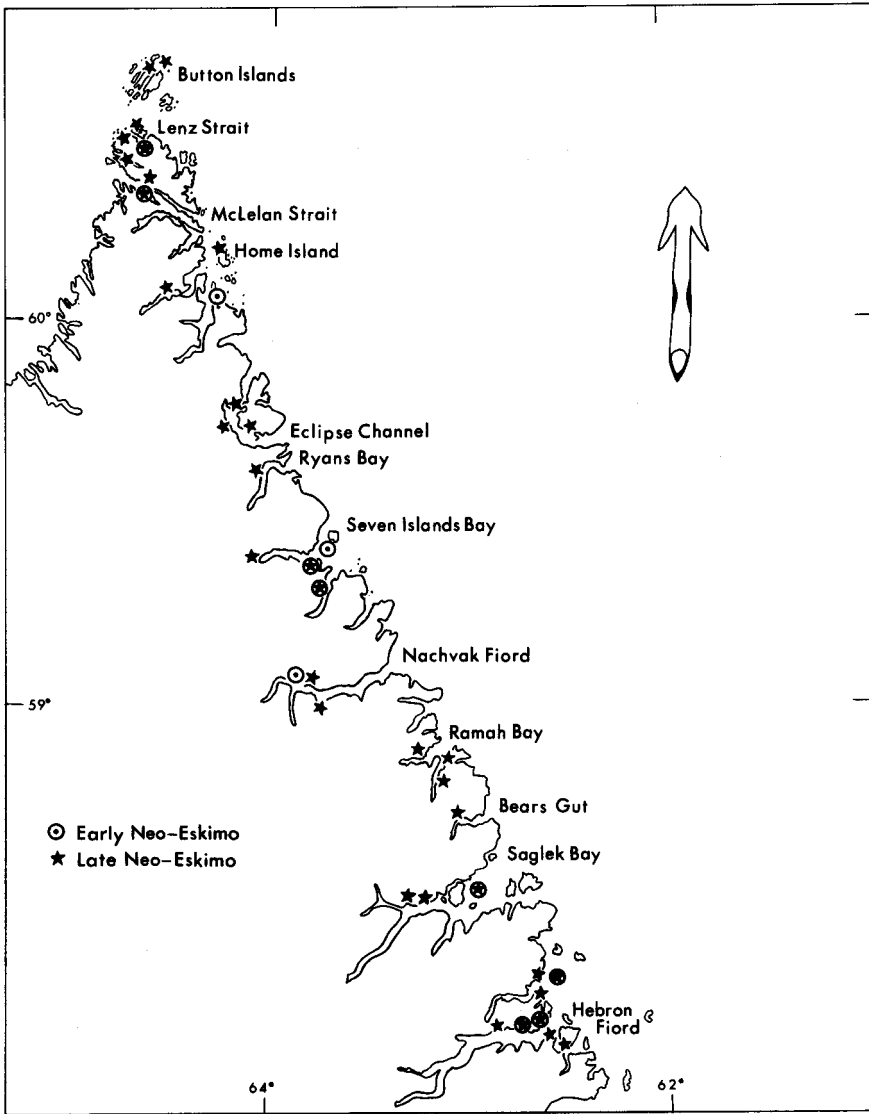 Button Islands
Lenz Strait
McLelan Strait
Home Island
60°
Eclipse Channel
Ryans Bay
Seven Islands Bay
Nachvak Fiord
59°
Ramah Bay
Bears Gut
Early Neo-Eskimo
Late Neo-Eskimo
Saglek Bay
Hebron
Fiord
64°
62°